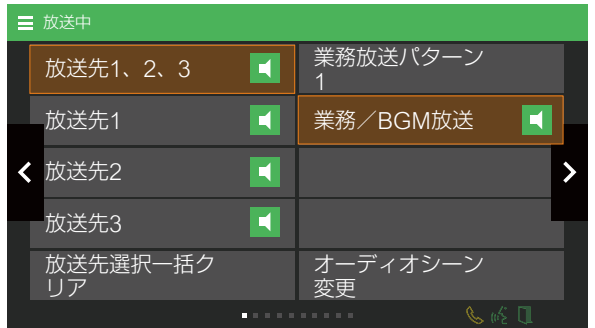 放送中
放送先1、2、3
放送先1
放送先2
放送先3
放送先選択一括ク
リア
業務放送パターン
1
業務／BGM放送
オーディオシーン
変更